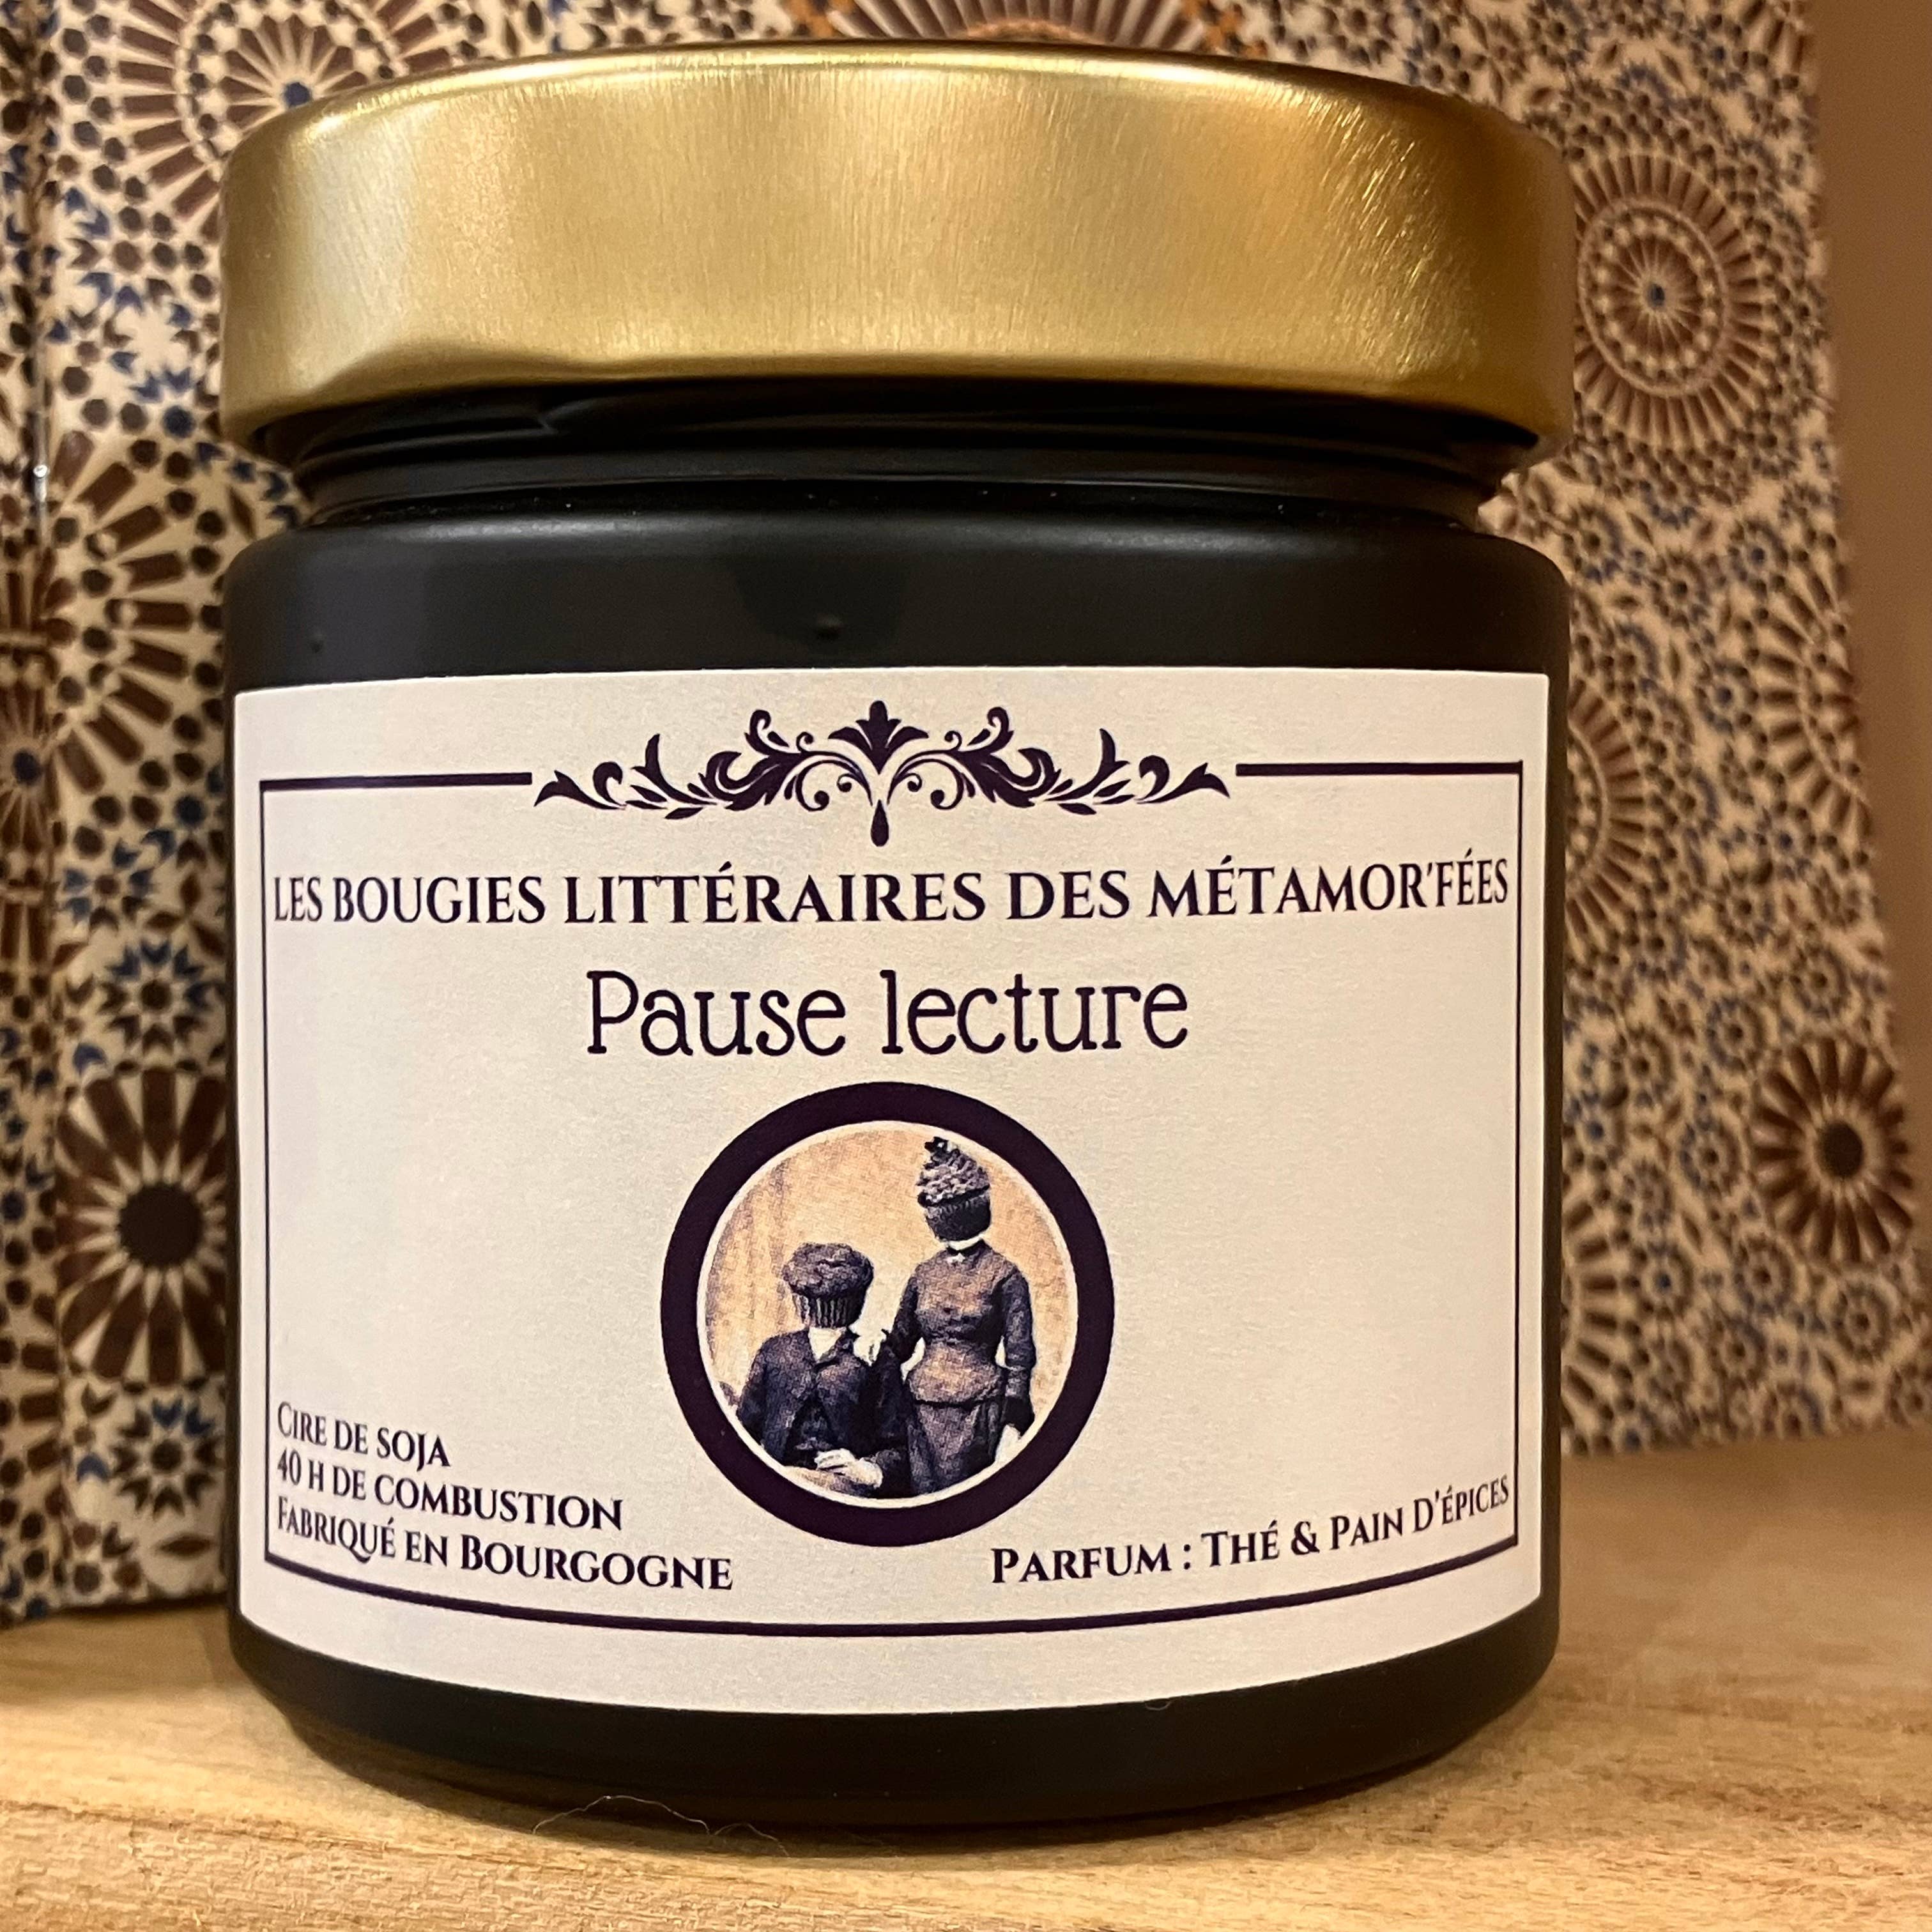 LES BOUGIES LITTÉRAIRES DES MÉTAMOR'FÉES
Pause lecture
CIRE DE SOJA
40 H DE COMBUSTION
FABRIQUÉ EN BOURGOGNE
PARFUM : THÉ & PAIN D'ÉPICES